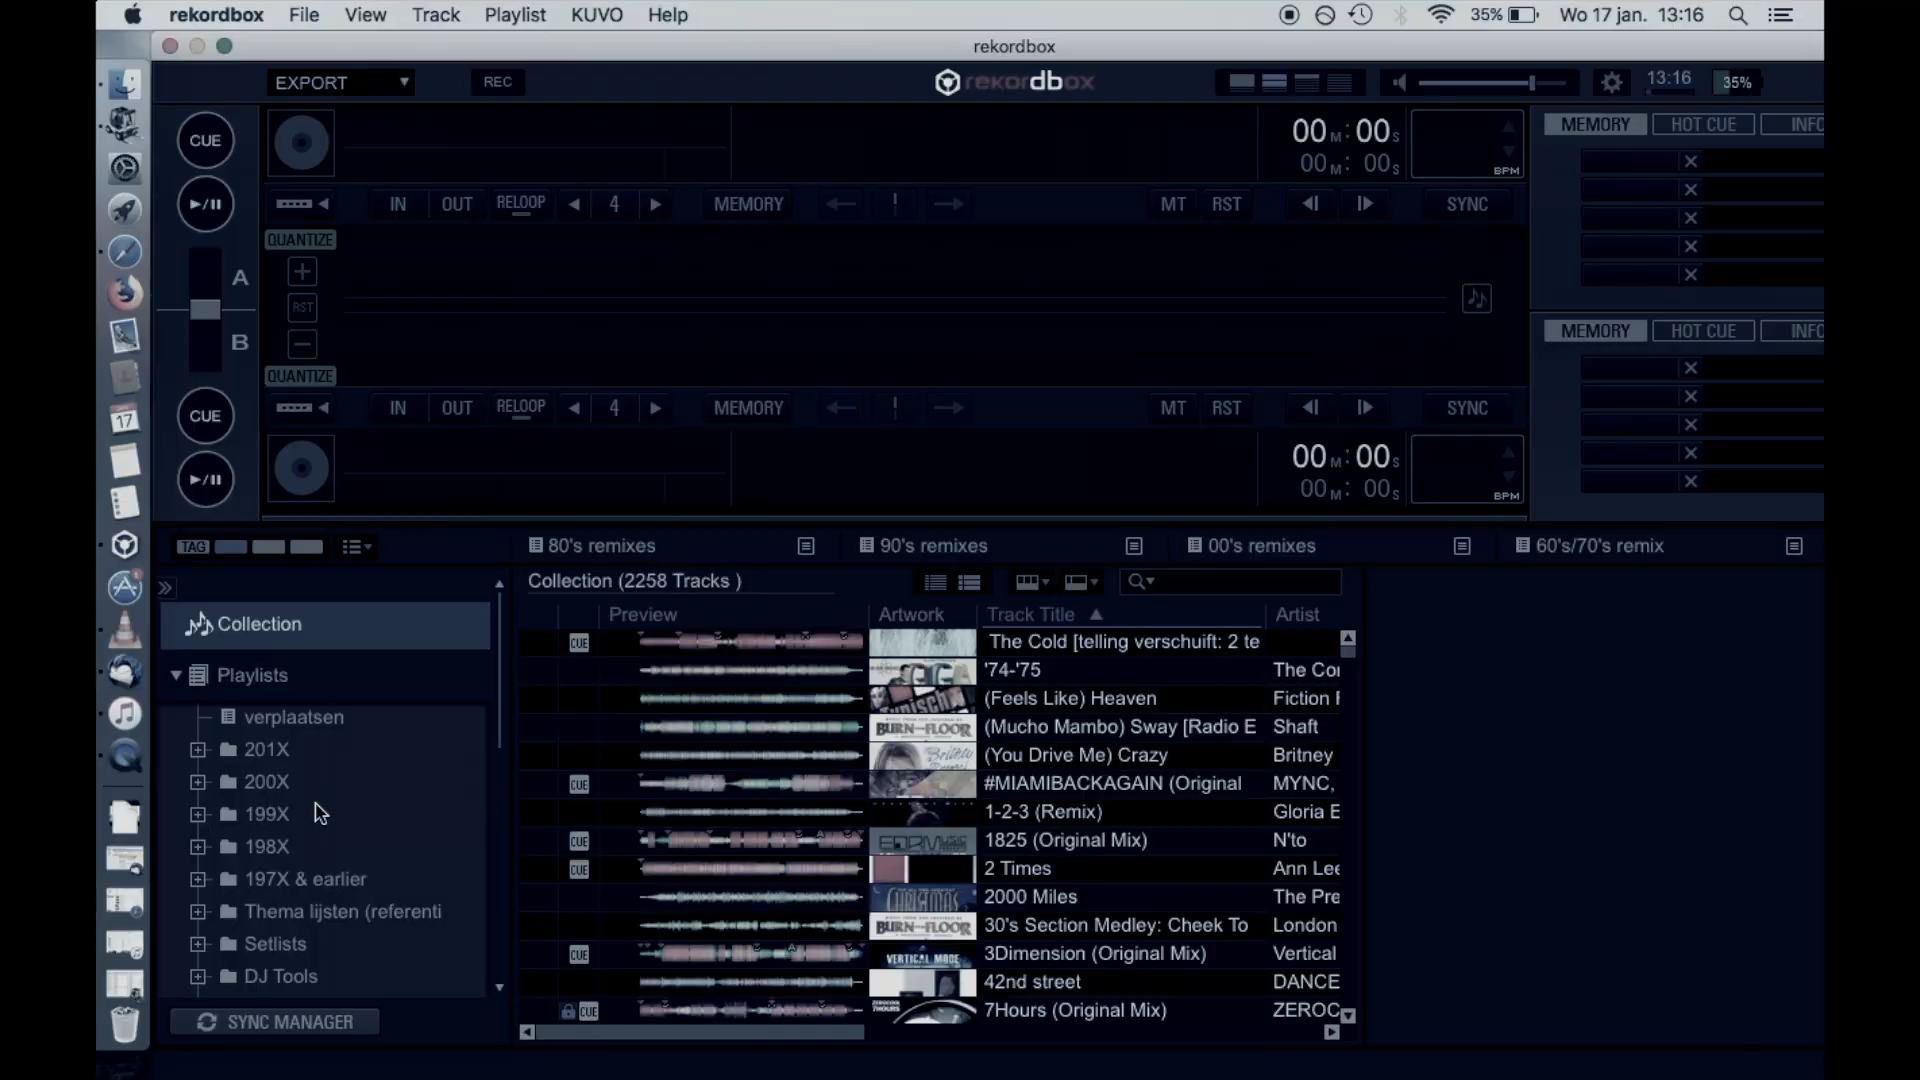 rekordbox File View Track Playlist KUVO Help 35% Wo 17 jan. 13:16
rekordbox
EXPORT REC rekordbox 13:16 35%
CUE 00M:00S MEMORY HOT CUE INFO
00M:00S BPM
IN OUT RELOOP 4 MEMORY MT RST SYNC
QUANTIZE
A
RST
B
MEMORY HOT CUE INFO
QUANTIZE
CUE IN OUT RELOOP 4 MEMORY MT RST SYNC
17
00M:00S
00M:00S BPM
TAG 80's remixes 90's remixes 00's remixes 60's/70's remix
Collection (2258 Tracks )
Preview Artwork Track Title Artist
Collection
Playlists
verplaatsen
201X
200X
199X
198X
197X & earlier
Thema lijsten (referenti
Setlists
DJ Tools
SYNC MANAGER
CUE The Cold [telling verschuift: 2 te
'74-'75 The Cor
(Feels Like) Heaven Fiction F
BURN THE FLOOR (Mucho Mambo) Sway [Radio E Shaft
(You Drive Me) Crazy Britney
CUE #MIAMIBACKAGAIN (Original MYNC,
1-2-3 (Remix) Gloria E
CUE 1825 (Original Mix) N'to
CUE 2 Times Ann Lee
CHRISTMAS 2000 Miles The Pre
BURN THE FLOOR 30's Section Medley: Cheek To London
CUE VERTICAL MODE 3Dimension (Original Mix) Vertical
42nd street DANCE
CUE ZEROCOOL 7HOURS 7Hours (Original Mix) ZEROC